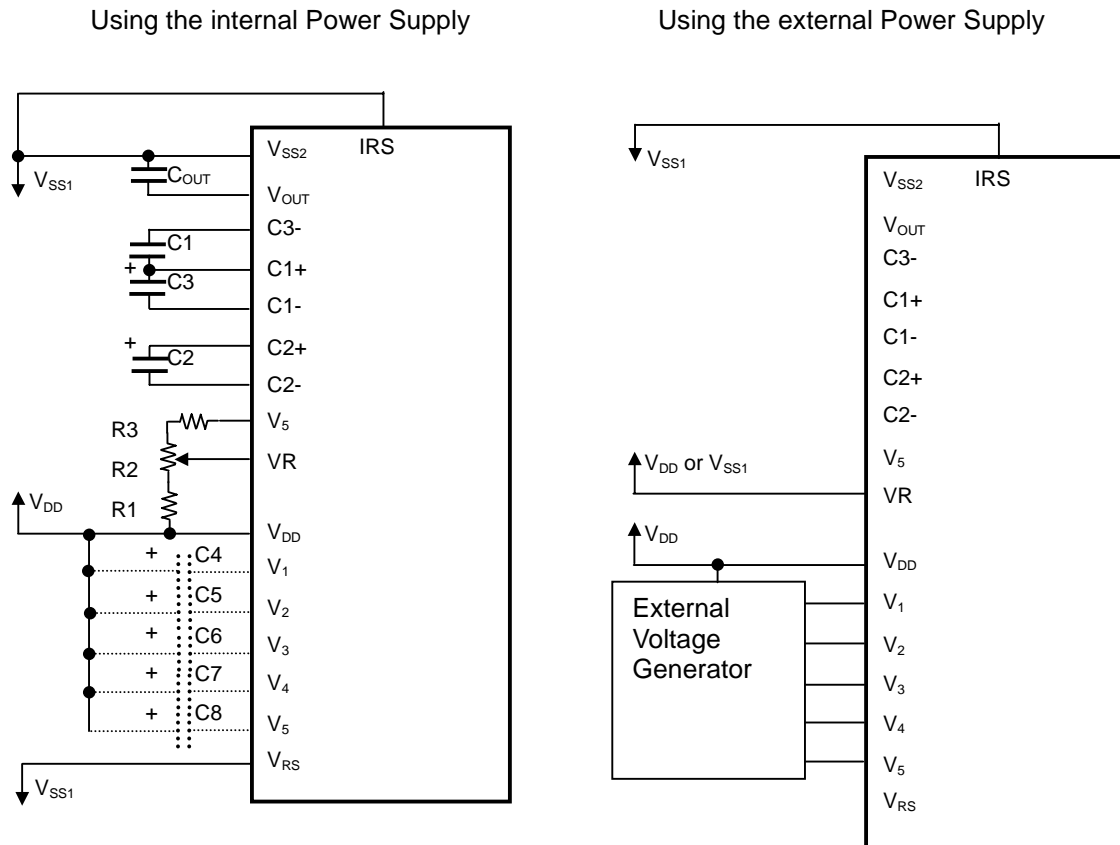 Using the internal Power Supply
IRS
VSS2
VSS1
COUT
VOUT
C3-
C1
+
C1+
C3
C1-
+
C2+
C2
C2-
R3
V5
R2
VR
VDD
R1
VDD
+
C4
V1
+
C5
V2
+
C6
V3
+
C7
V4
+
C8
V5
VRS
VSS1
Using the external Power Supply
IRS
VSS1
VSS2
VOUT
C3-
C1+
C1-
C2+
C2-
V5
VDD or VSS1
VR
VDD
VDD
External
Voltage
Generator
V1
V2
V3
V4
V5
VRS